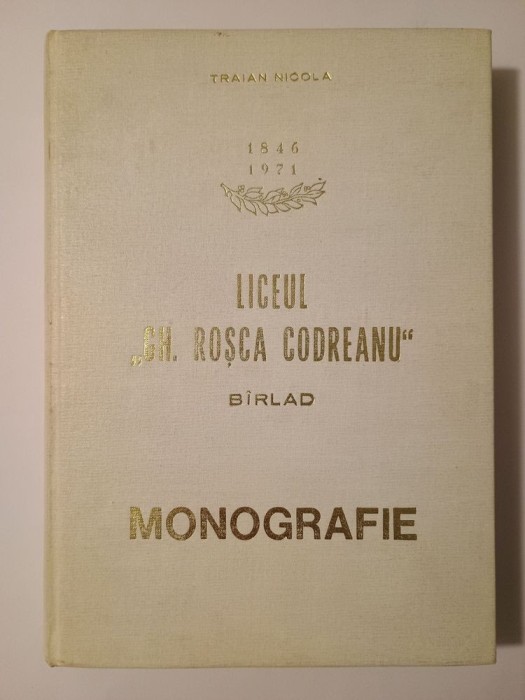 TRAIAN NICOLA
1846
1971
LICEUL
„GH. ROȘCA CODREANU“
BÎRLAD
MONOGRAFIE